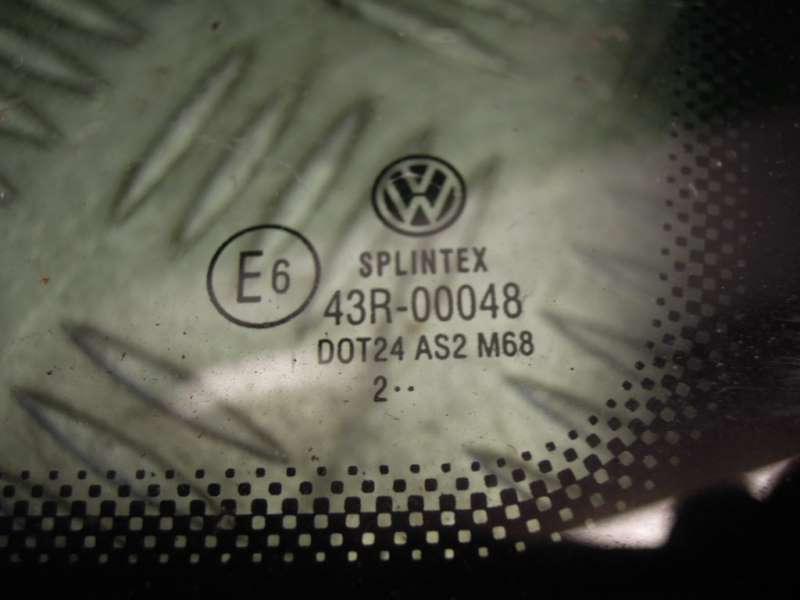 VW
SPLINTEX
E6
43R-00048
DOT24 AS2 M68
2··